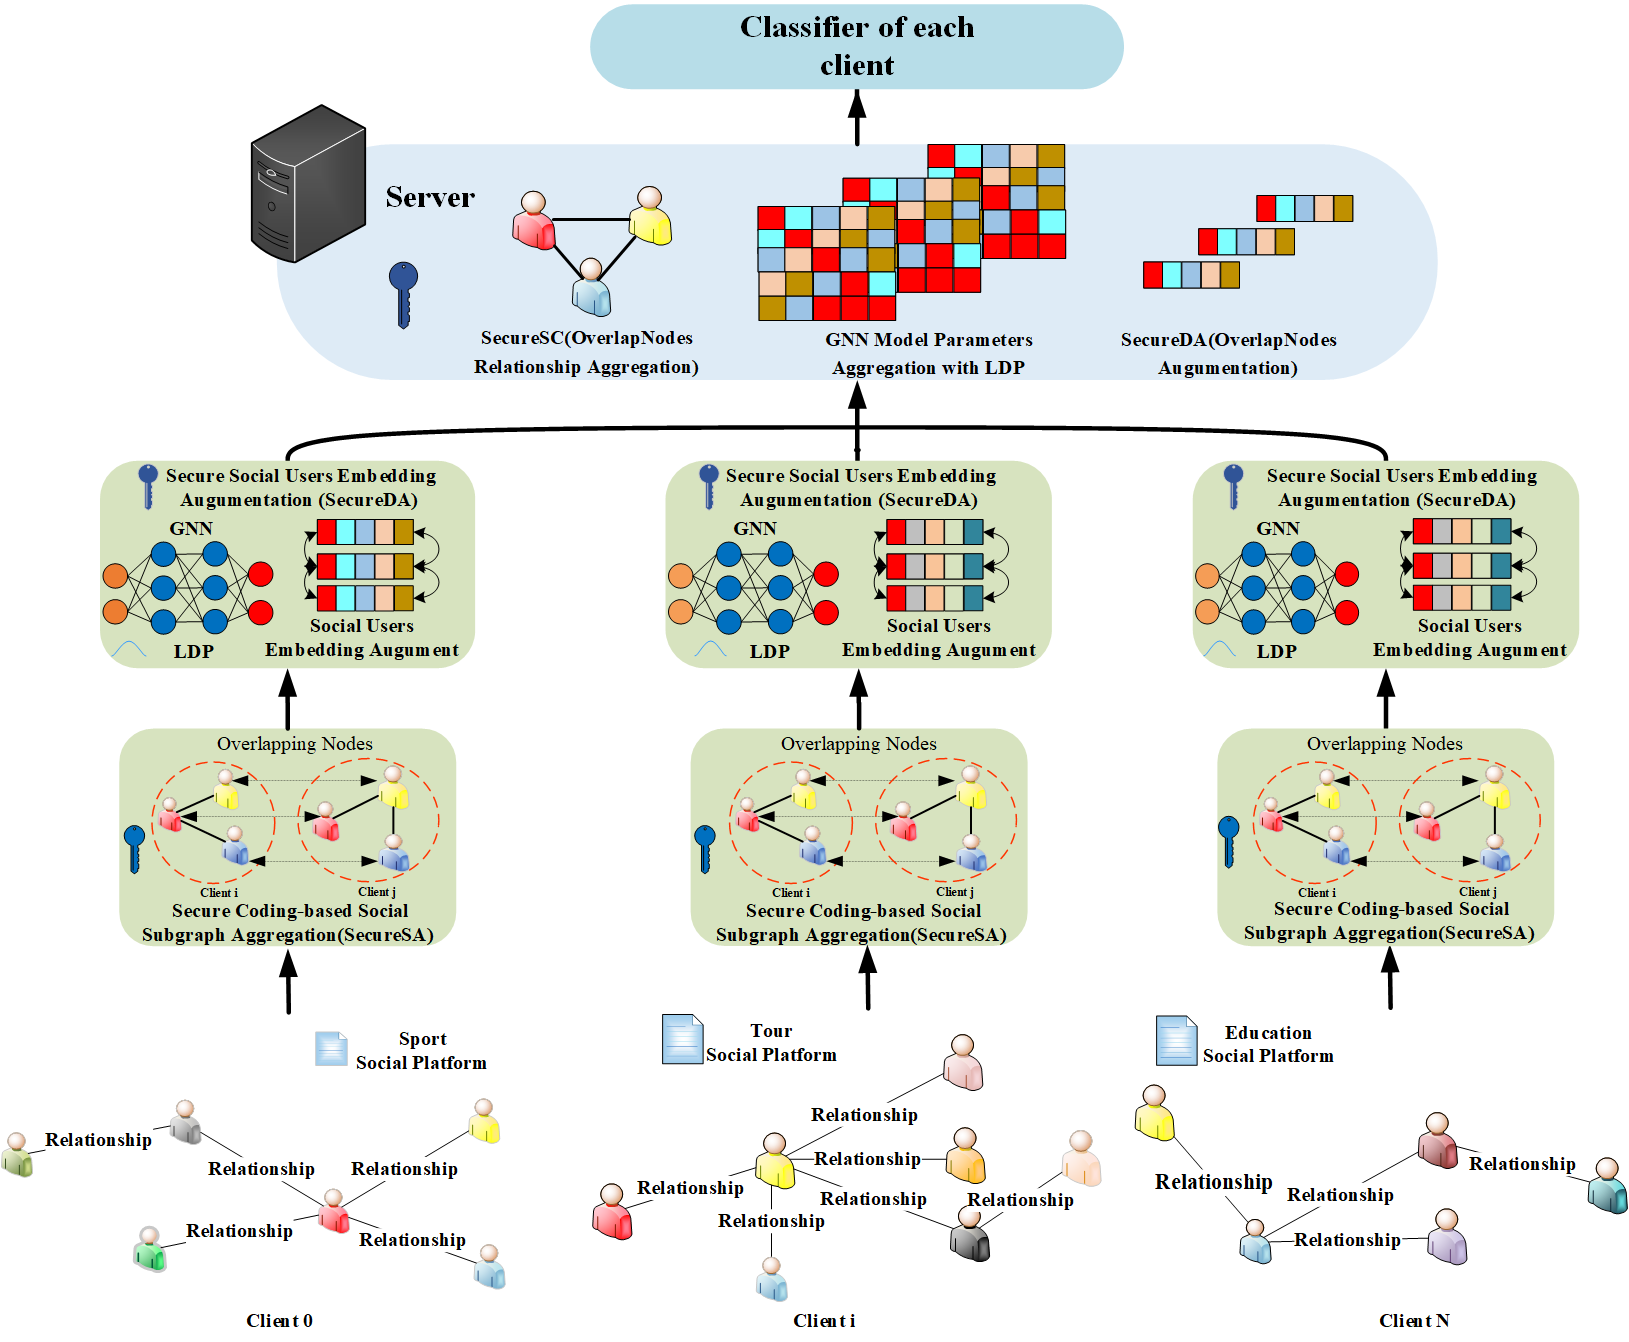 Classifier of each
client
Server
SecureSC(OverlapNodes
Relationship Aggregation)
GNN Model Parameters
Aggregation with LDP
SecureDA(OverlapNodes
Augumentation)
Secure Social Users Embedding
Augumentation (SecureDA)
GNN
LDP
Social Users
Embedding Augument
Secure Social Users Embedding
Augumentation (SecureDA)
GNN
LDP
Social Users
Embedding Augument
Secure Social Users Embedding
Augumentation (SecureDA)
GNN
LDP
Social Users
Embedding Augument
Overlapping Nodes
Client i
Client j
Secure Coding-based Social
Subgraph Aggregation(SecureSA)
Overlapping Nodes
Client i
Client j
Secure Coding-based Social
Subgraph Aggregation(SecureSA)
Overlapping Nodes
Client i
Client j
Secure Coding-based Social
Subgraph Aggregation(SecureSA)
Sport
Social Platform
Relationship
Relationship
Relationship
Relationship
Relationship
Client 0
Tour
Social Platform
Relationship
Relationship
Relationship
Relationship
Relationship
Relationship
Client i
Education
Social Platform
Relationship
Relationship
Relationship
Relationship
Client N